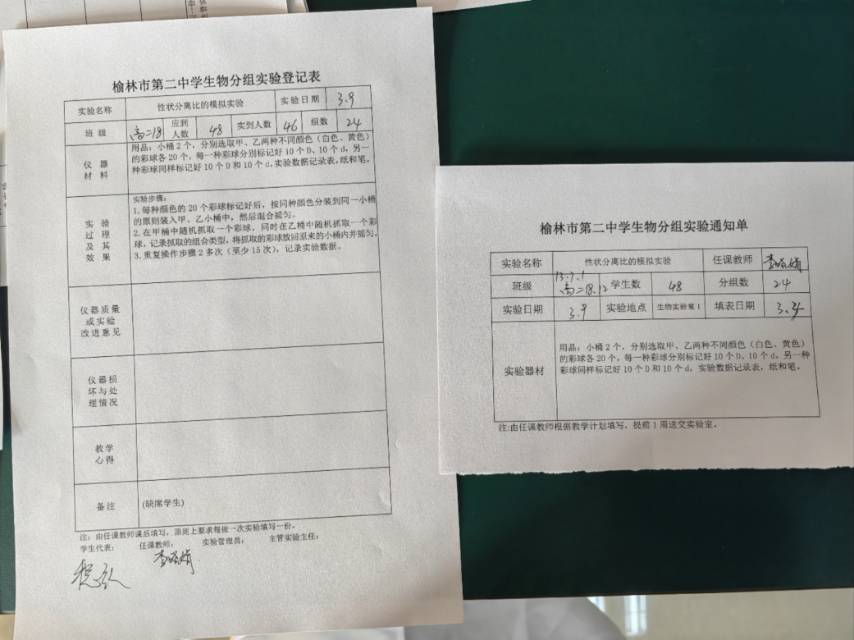 榆林市第二中学生物分组实验登记表
实验名称 性状分离比的模拟实验 实验日期 3.9
班级 高二18 应到人数 48 实到人数 46 组数 24
仪器材料
用品：小桶2个，分别选取甲、乙两种不同颜色（白色、黄色）
的彩球各20个，每一种彩球分别标记好10个D、10个d，另一
种彩球同样标记好10个D和10个d，实验数据记录表，纸和笔。
实验过程及其效果
实验步骤：
1.每种颜色的20个彩球标记好后，按同种颜色分装到同一小桶
的原则装入甲、乙小桶中，然后混合摇匀。
2.在甲桶中随机抓取一个彩球，同时在乙桶中随机抓取一个彩
球，记录抓取的组合类型，将抓取的彩球放回原来的小桶内并摇匀。
3.重复操作步骤2多次（至少15次），记录实验数据。
仪器质量或实验改进意见
仪器损坏与处理情况
教学心得
备注 (缺席学生)
注：由任课教师课后填写，原则上要求每做一次实验填写一份。
学生代表： 任课教师： 实验管理员： 主管实验主任：
榆林市第二中学生物分组实验通知单
实验名称 性状分离比的模拟实验 任课教师
班级 高二18.12 学生数 48 分组数 24
实验日期 3.9 实验地点 生物实验室1 填表日期
实验器材
用品：小桶2个，分别选取甲、乙两种不同颜色（白色、黄色）
的彩球各20个，每一种彩球分别标记好10个D、10个d，另一
种彩球同样标记好10个D和10个d，实验数据记录表，纸和笔。
注:由任课教师根据教学计划填写，提前1周送交实验室。